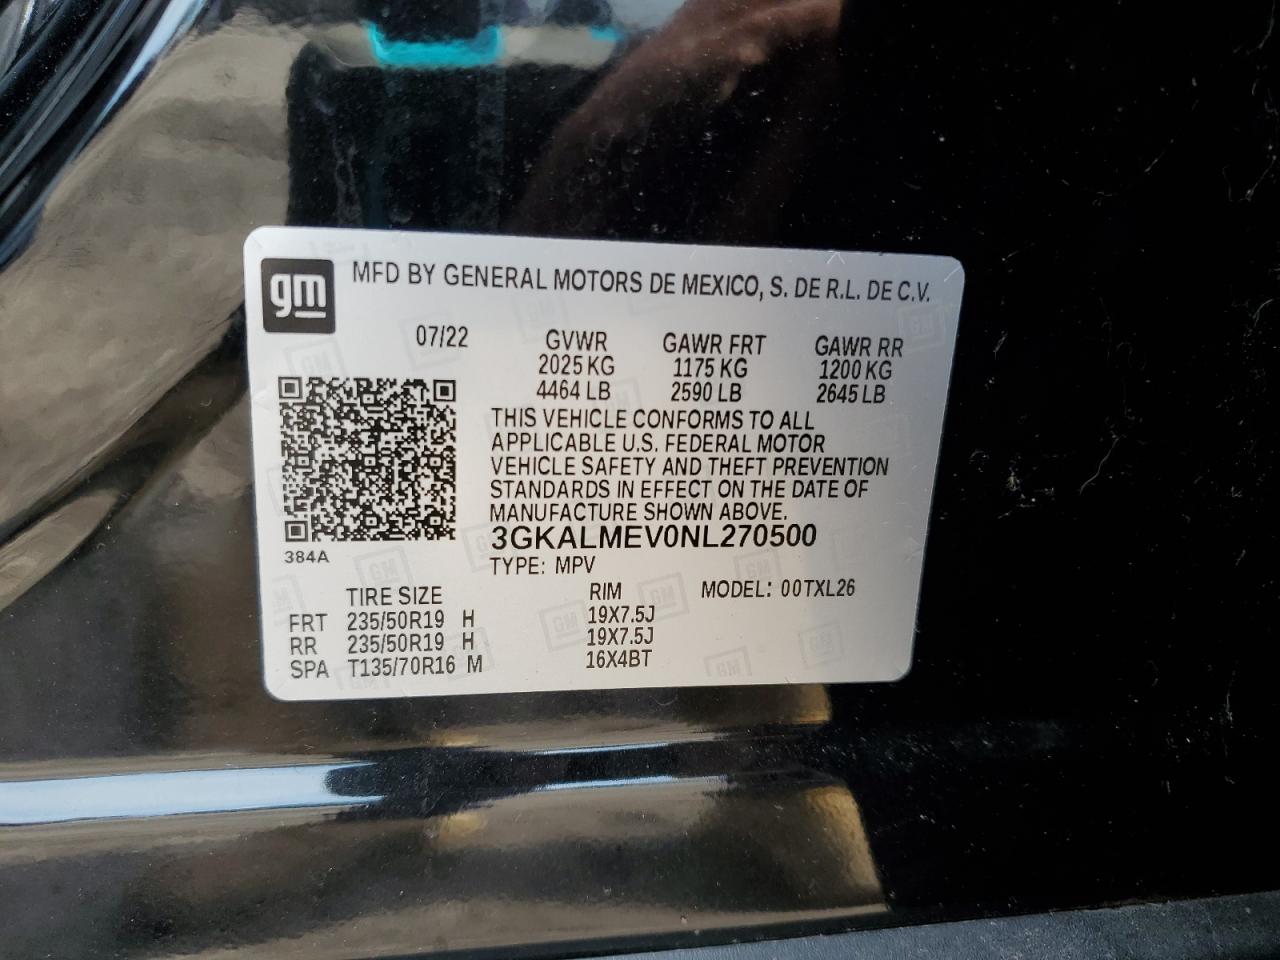 gm MFD BY GENERAL MOTORS DE MEXICO, S. DE R.L. DE C.V.
07/22 GVWR GAWR FRT GAWR RR
2025 KG 1175 KG 1200 KG
4464 LB 2590 LB 2645 LB
THIS VEHICLE CONFORMS TO ALL
APPLICABLE U.S. FEDERAL MOTOR
VEHICLE SAFETY AND THEFT PREVENTION
STANDARDS IN EFFECT ON THE DATE OF
MANUFACTURE SHOWN ABOVE.
3GKALMEV0NL270500
384A
TYPE: MPV
TIRE SIZE RIM MODEL: 00TXL26
FRT 235/50R19 H 19X7.5J
RR 235/50R19 H 19X7.5J
SPA T135/70R16 M 16X4BT